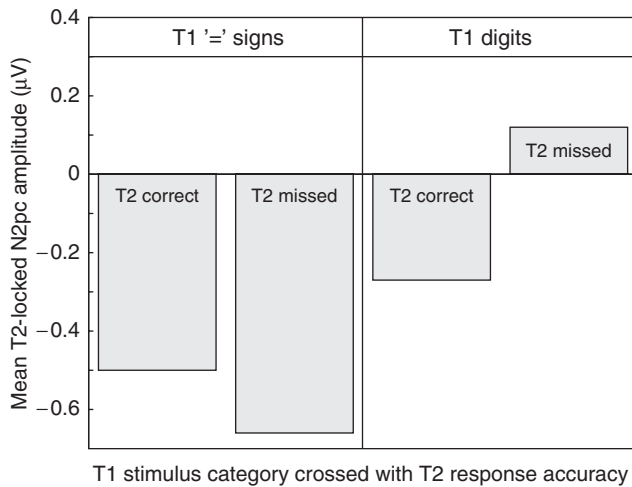 0.4
T1 '=' signs
T1 digits
0.2
T2 missed
0
T2 correct
T2 missed
T2 correct
−0.2
−0.4
−0.6
Mean T2-locked N2pc amplitude (μV)
T1 stimulus category crossed with T2 response accuracy